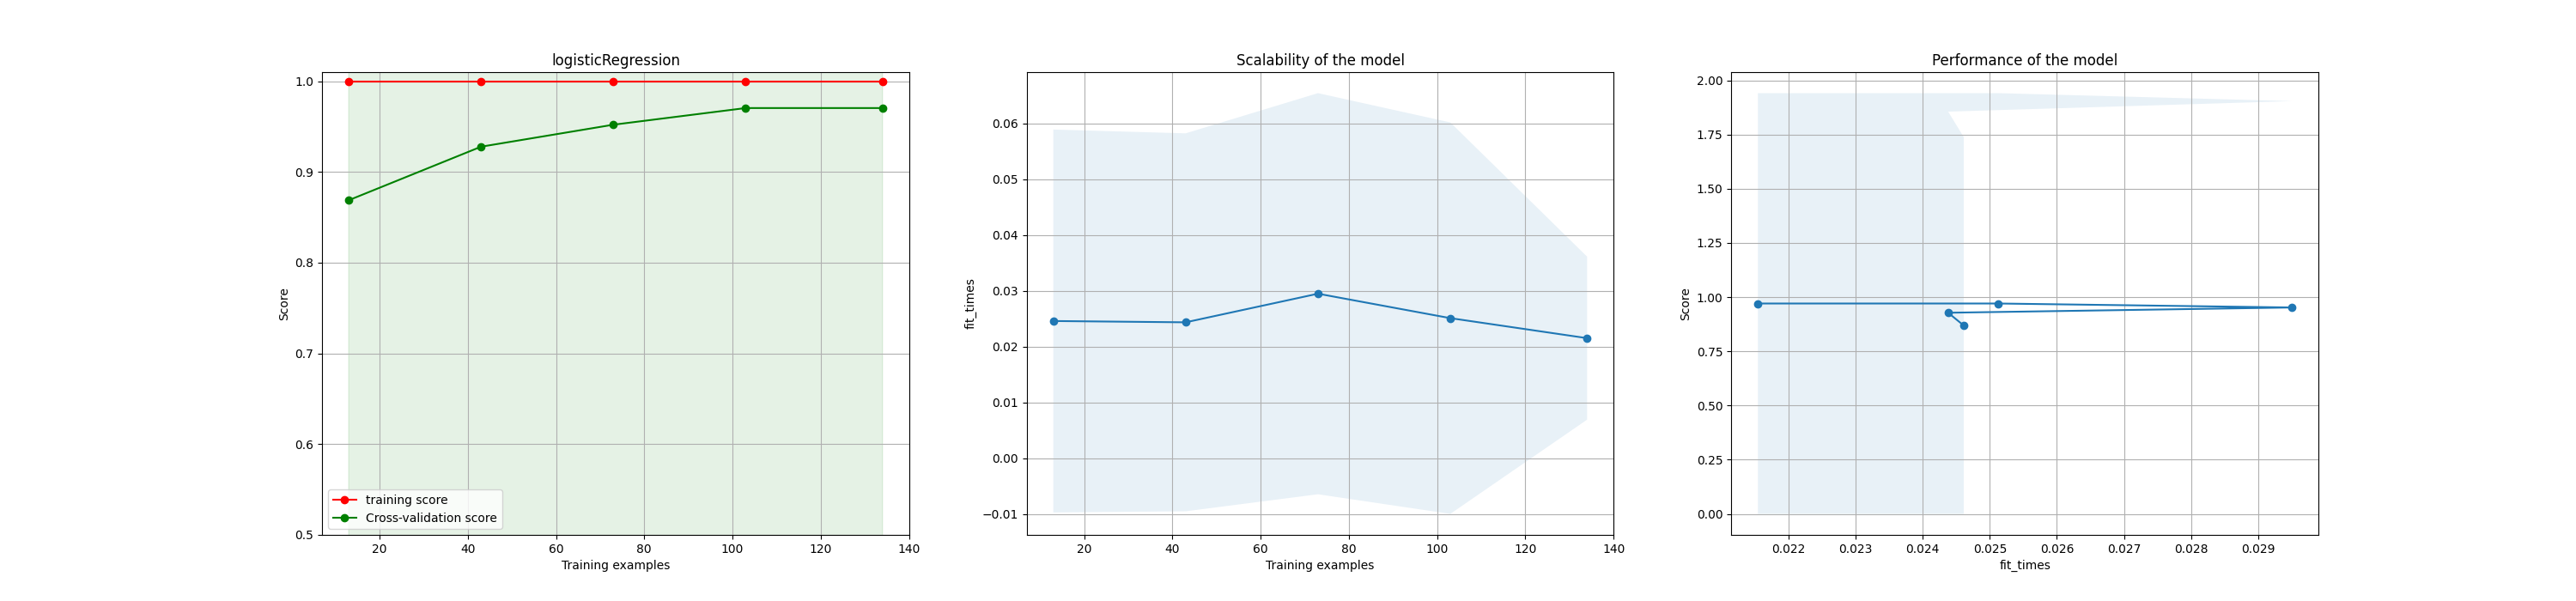 logisticRegression
1.0
0.9
0.8
0.7
0.6
0.5
Score
training score
Cross-validation score
20 40 60 80 100 120 140
Training examples
Scalability of the model
0.06
0.05
0.04
0.03
0.02
0.01
0.00
−0.01
fit_times
20 40 60 80 100 120 140
Training examples
Performance of the model
2.00
1.75
1.50
1.25
1.00
0.75
0.50
0.25
0.00
Score
0.022 0.023 0.024 0.025 0.026 0.027 0.028 0.029
fit_times